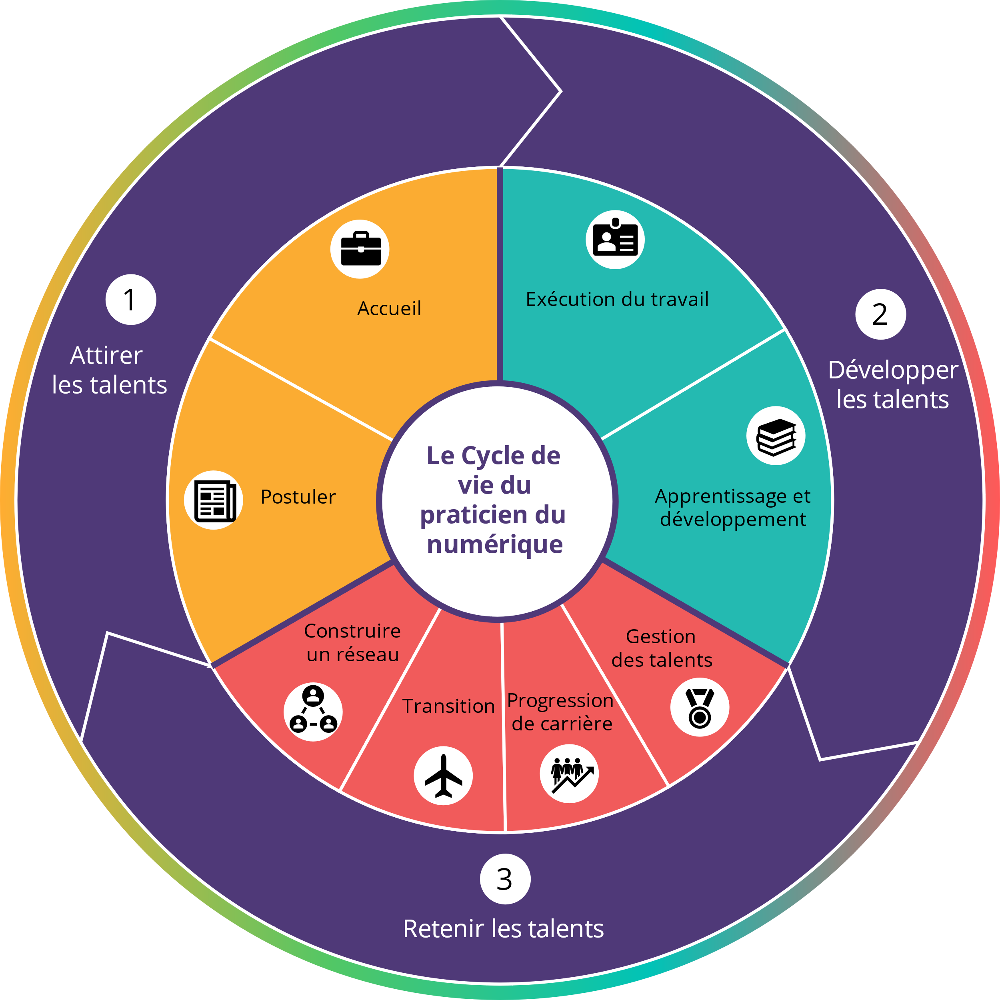 1
Attirer
les talents
Accueil
Postuler
2
Développer
les talents
Exécution du travail
Apprentissage et
développement
Le Cycle de
vie du
praticien du
numérique
Gestion
des talents
Progression
de carrière
Transition
Construire
un réseau
3
Retenir les talents